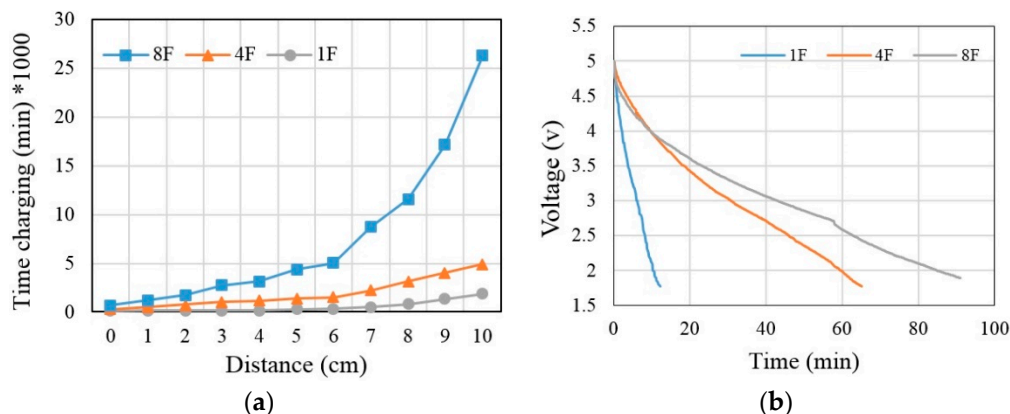 30
25
20
15
10
5
0
Time charging (min) *1000
8F 4F 1F
0 1 2 3 4 5 6 7 8 9 10
Distance (cm)
(a)
5.5
5
4.5
4
3.5
3
2.5
2
1.5
Voltage (v)
1F 4F 8F
0 20 40 60 80 100
Time (min)
(b)